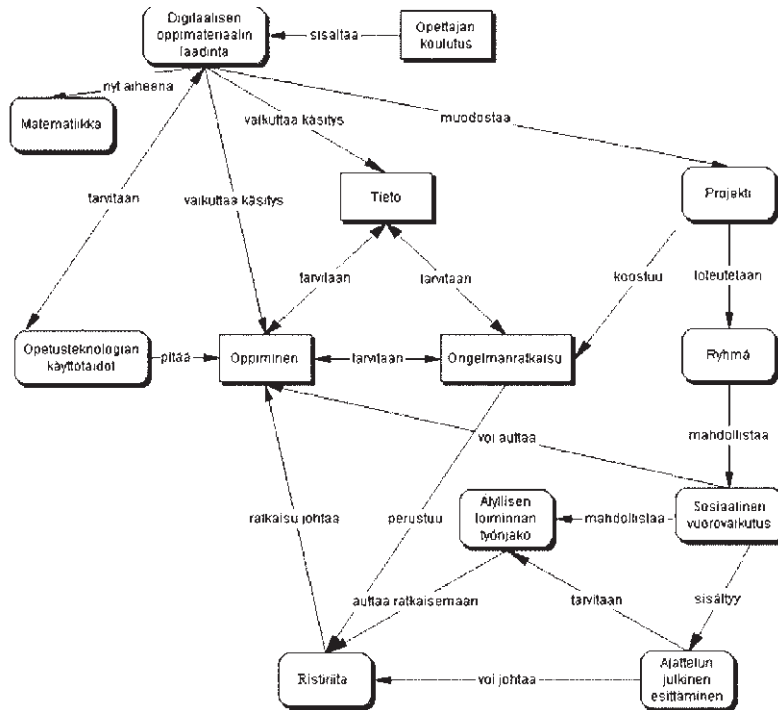 Digitaalisen
oppimateriaalin
laadinta
sisältää
Opettajan
koulutus
nyt aiheena
Matematiikka
vaikuttaa käsitys
muodostaa
tarvitaan
vaikuttaa käsitys
Tieto
Projekti
tarvitaan
tarvitaan
koostuu
toteutetaan
Opetusteknologian
käyttötaidot
pitää
Oppiminen
tarvitaan
Ongelmanratkaisu
Ryhmä
voi auttaa
mahdollistaa
ratkaisu johtaa
perustuu
Älyllisen
toiminnan
työnjako
mahdollistaa
Sosiaalinen
vuorovaikutus
auttaa ratkaisemaan
tarvitaan
sisältyy
Ristiriita
voi johtaa
Ajattelun
julkinen
esittäminen